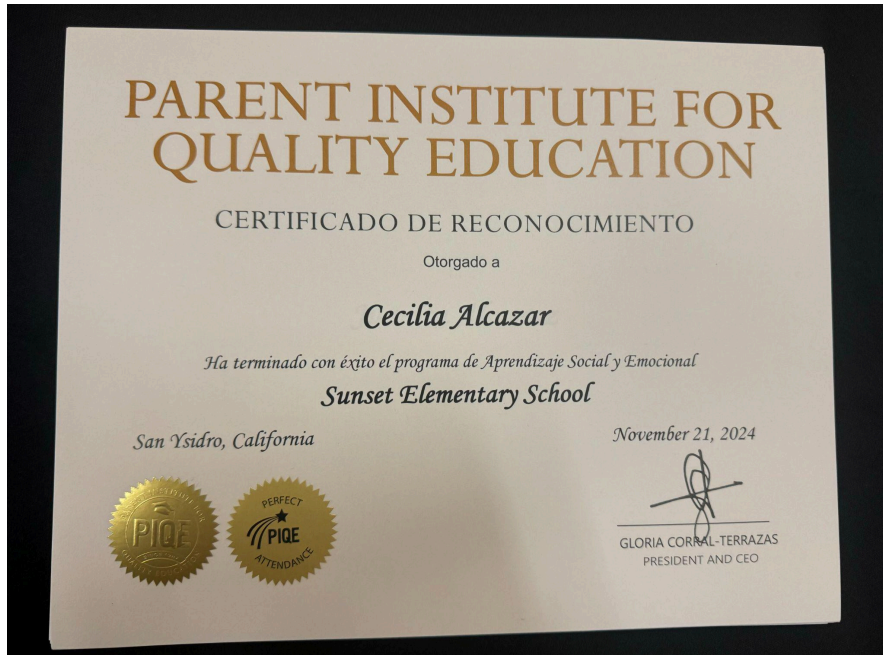 PARENT INSTITUTE FOR
QUALITY EDUCATION
CERTIFICADO DE RECONOCIMIENTO
Otorgado a
Cecilia Alcazar
Ha terminado con éxito el programa de Aprendizaje Social y Emocional
Sunset Elementary School
San Ysidro, California
November 21, 2024
PIQE
PERFECT
PIQE
ATTENDANCE
GLORIA CORRAL-TERRAZAS
PRESIDENT AND CEO